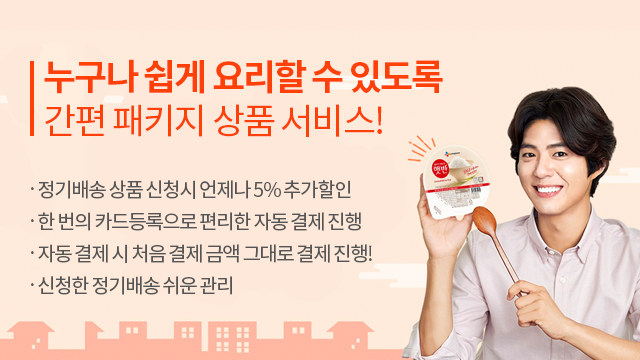 누구나 쉽게 요리할 수 있도록
간편 패키지 상품 서비스!
· 정기배송 상품 신청시 언제나 5% 추가할인
· 한 번의 카드등록으로 편리한 자동 결제 진행
· 자동 결제 시 처음 결제 금액 그대로 결제 진행!
· 신청한 정기배송 쉬운 관리
햇반